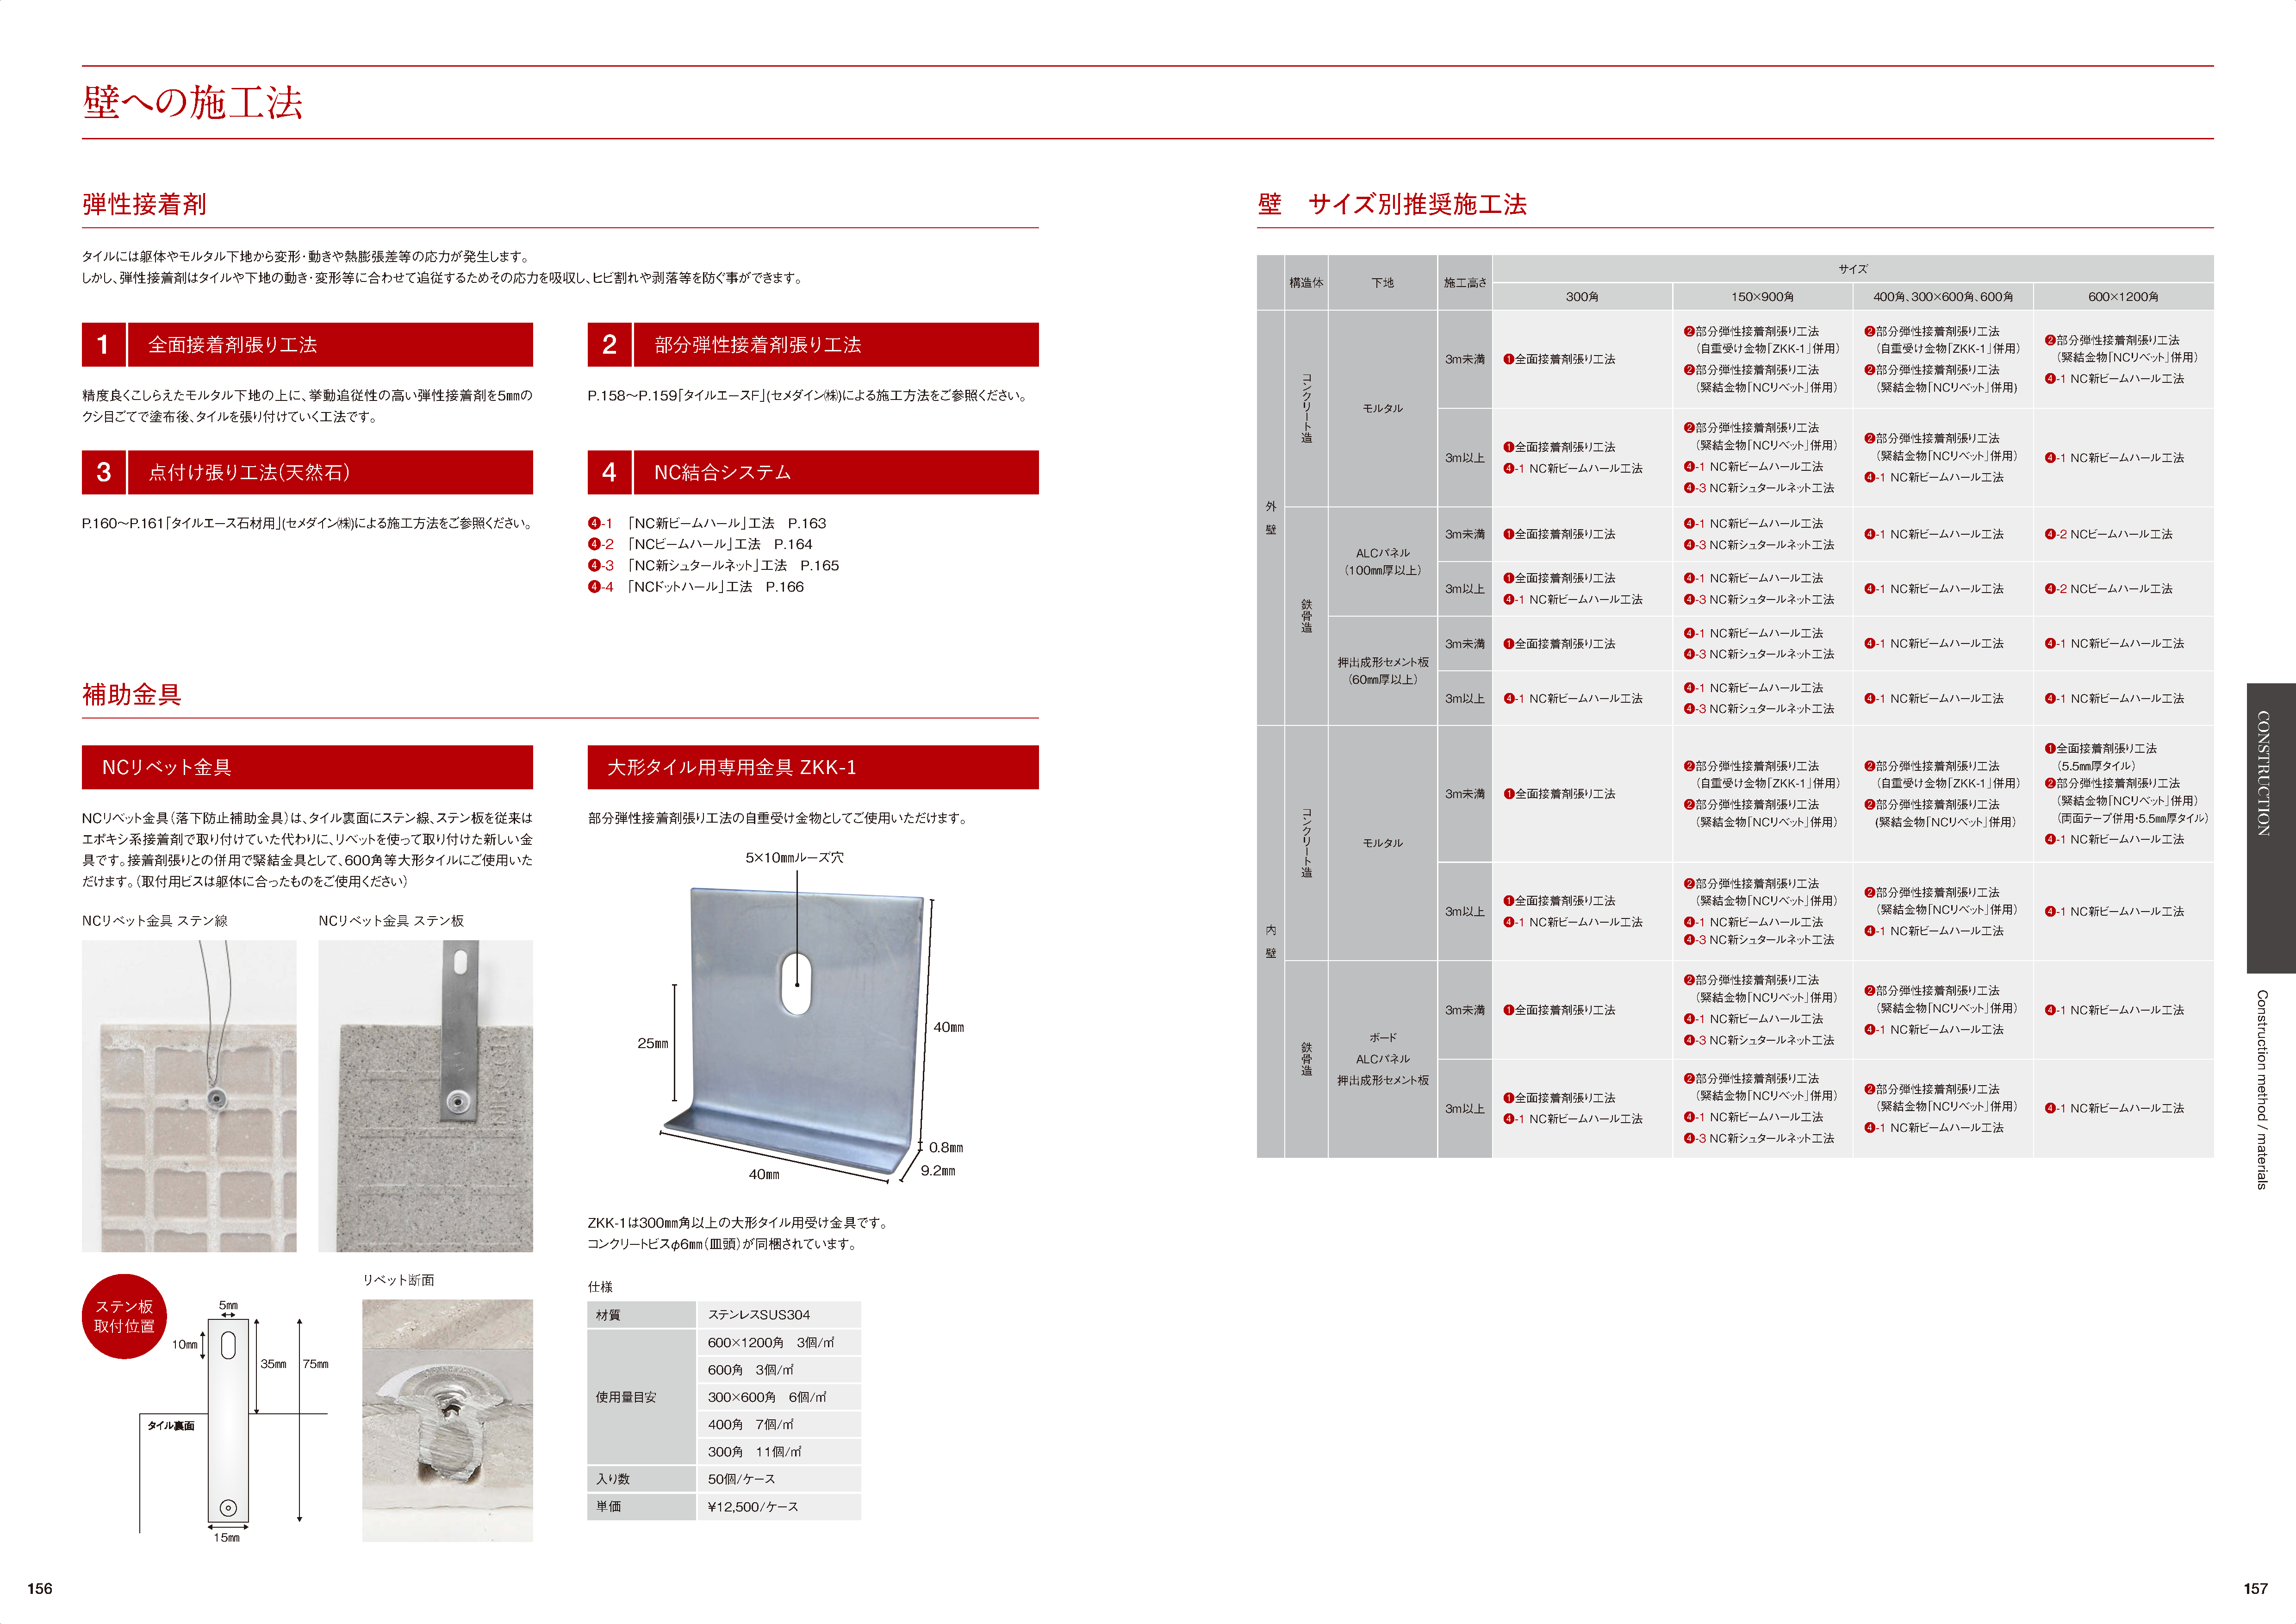 壁への施工法
弾性接着剤
タイルには躯体やモルタル下地から変形・動きや熱膨張差等の応力が発生します。
しかし、弾性接着剤はタイルや下地の動き・変形等に合わせて追従するためその応力を吸収し、ヒビ割れや剥落等を防ぐ事ができます。
1 全面接着剤張り工法
精度良くこしらえたモルタル下地の上に、挙動追従性の高い弾性接着剤を5㎜の
クシ目ごてで塗布後、タイルを張り付けていく工法です。
2 部分弾性接着剤張り工法
P.158〜P.159「タイルエースF」(セメダイン㈱)による施工方法をご参照ください。
3 点付け張り工法(天然石)
P.160〜P.161「タイルエース石材用」(セメダイン㈱)による施工方法をご参照ください。
4 NC結合システム
❹-1 「NC新ビームハール」工法 P.163
❹-2 「NCビームハール」工法 P.164
❹-3 「NC新シュタールネット」工法 P.165
❹-4 「NCドットハール」工法 P.166
補助金具
NCリベット金具
NCリベット金具(落下防止補助金具)は、タイル裏面にステン線、ステン板を従来は
エポキシ系接着剤で取り付けていた代わりに、リベットを使って取り付けた新しい金
具です。接着剤張りとの併用で緊結金具として、600角等大形タイルにご使用いた
だけます。(取付用ビスは躯体に合ったものをご使用ください)
NCリベット金具 ステン線
NCリベット金具 ステン板
ステン板
取付位置
5㎜
10㎜
35㎜
75㎜
タイル裏面
15㎜
リベット断面
大形タイル用専用金具 ZKK-1
部分弾性接着剤張り工法の自重受け金物としてご使用いただけます。
5×10㎜ルーズ穴
25㎜
40㎜
0.8㎜
9.2㎜
40㎜
ZKK-1は300㎜角以上の大形タイル用受け金具です。
コンクリートビスφ6㎜(皿頭)が同梱されています。
仕様
材質 ステンレスSUS304
使用量目安
600×1200角 3個/㎡
600角 3個/㎡
300×600角 6個/㎡
400角 7個/㎡
300角 11個/㎡
入り数 50個/ケース
単価 ¥12,500/ケース
156
壁 サイズ別推奨施工法
構造体 下地 施工高さ サイズ
300角 150×900角 400角、300×600角、600角 600×1200角
外壁
コンクリート造
モルタル
3m未満
❶全面接着剤張り工法
❷部分弾性接着剤張り工法
(自重受け金物「ZKK-1」併用)
❷部分弾性接着剤張り工法
(緊結金物「NCリベット」併用)
❷部分弾性接着剤張り工法
(自重受け金物「ZKK-1」併用)
❷部分弾性接着剤張り工法
(緊結金物「NCリベット」併用)
❷部分弾性接着剤張り工法
(緊結金物「NCリベット」併用)
❹-1 NC新ビームハール工法
3m以上
❶全面接着剤張り工法
❹-1 NC新ビームハール工法
❷部分弾性接着剤張り工法
(緊結金物「NCリベット」併用)
❹-1 NC新ビームハール工法
❹-3 NC新シュタールネット工法
❷部分弾性接着剤張り工法
(緊結金物「NCリベット」併用)
❹-1 NC新ビームハール工法
❹-1 NC新ビームハール工法
鉄骨造
ALCパネル
(100㎜厚以上)
3m未満
❶全面接着剤張り工法
❹-1 NC新ビームハール工法
❹-3 NC新シュタールネット工法
❹-1 NC新ビームハール工法
❹-2 NCビームハール工法
3m以上
❶全面接着剤張り工法
❹-1 NC新ビームハール工法
❹-1 NC新ビームハール工法
❹-3 NC新シュタールネット工法
❹-1 NC新ビームハール工法
❹-2 NCビームハール工法
押出成形セメント板
(60㎜厚以上)
3m未満
❶全面接着剤張り工法
❹-1 NC新ビームハール工法
❹-3 NC新シュタールネット工法
❹-1 NC新ビームハール工法
❹-1 NC新ビームハール工法
3m以上
❹-1 NC新ビームハール工法
❹-1 NC新ビームハール工法
❹-3 NC新シュタールネット工法
❹-1 NC新ビームハール工法
❹-1 NC新ビームハール工法
内壁
コンクリート造
モルタル
3m未満
❶全面接着剤張り工法
❷部分弾性接着剤張り工法
(自重受け金物「ZKK-1」併用)
❷部分弾性接着剤張り工法
(緊結金物「NCリベット」併用)
❷部分弾性接着剤張り工法
(自重受け金物「ZKK-1」併用)
❷部分弾性接着剤張り工法
(緊結金物「NCリベット」併用)
❶全面接着剤張り工法
(5.5㎜厚タイル)
❷部分弾性接着剤張り工法
(緊結金物「NCリベット」併用)
(両面テープ併用・5.5㎜厚タイル)
❹-1 NC新ビームハール工法
3m以上
❶全面接着剤張り工法
❹-1 NC新ビームハール工法
❷部分弾性接着剤張り工法
(緊結金物「NCリベット」併用)
❹-1 NC新ビームハール工法
❹-3 NC新シュタールネット工法
❷部分弾性接着剤張り工法
(緊結金物「NCリベット」併用)
❹-1 NC新ビームハール工法
❹-1 NC新ビームハール工法
鉄骨造
ボード
ALCパネル
押出成形セメント板
3m未満
❶全面接着剤張り工法
❷部分弾性接着剤張り工法
(緊結金物「NCリベット」併用)
❹-1 NC新ビームハール工法
❹-3 NC新シュタールネット工法
❷部分弾性接着剤張り工法
(緊結金物「NCリベット」併用)
❹-1 NC新ビームハール工法
❹-1 NC新ビームハール工法
3m以上
❶全面接着剤張り工法
❹-1 NC新ビームハール工法
❷部分弾性接着剤張り工法
(緊結金物「NCリベット」併用)
❹-1 NC新ビームハール工法
❹-3 NC新シュタールネット工法
❷部分弾性接着剤張り工法
(緊結金物「NCリベット」併用)
❹-1 NC新ビームハール工法
❹-1 NC新ビームハール工法
CONSTRUCTION
Construction method / materials
157